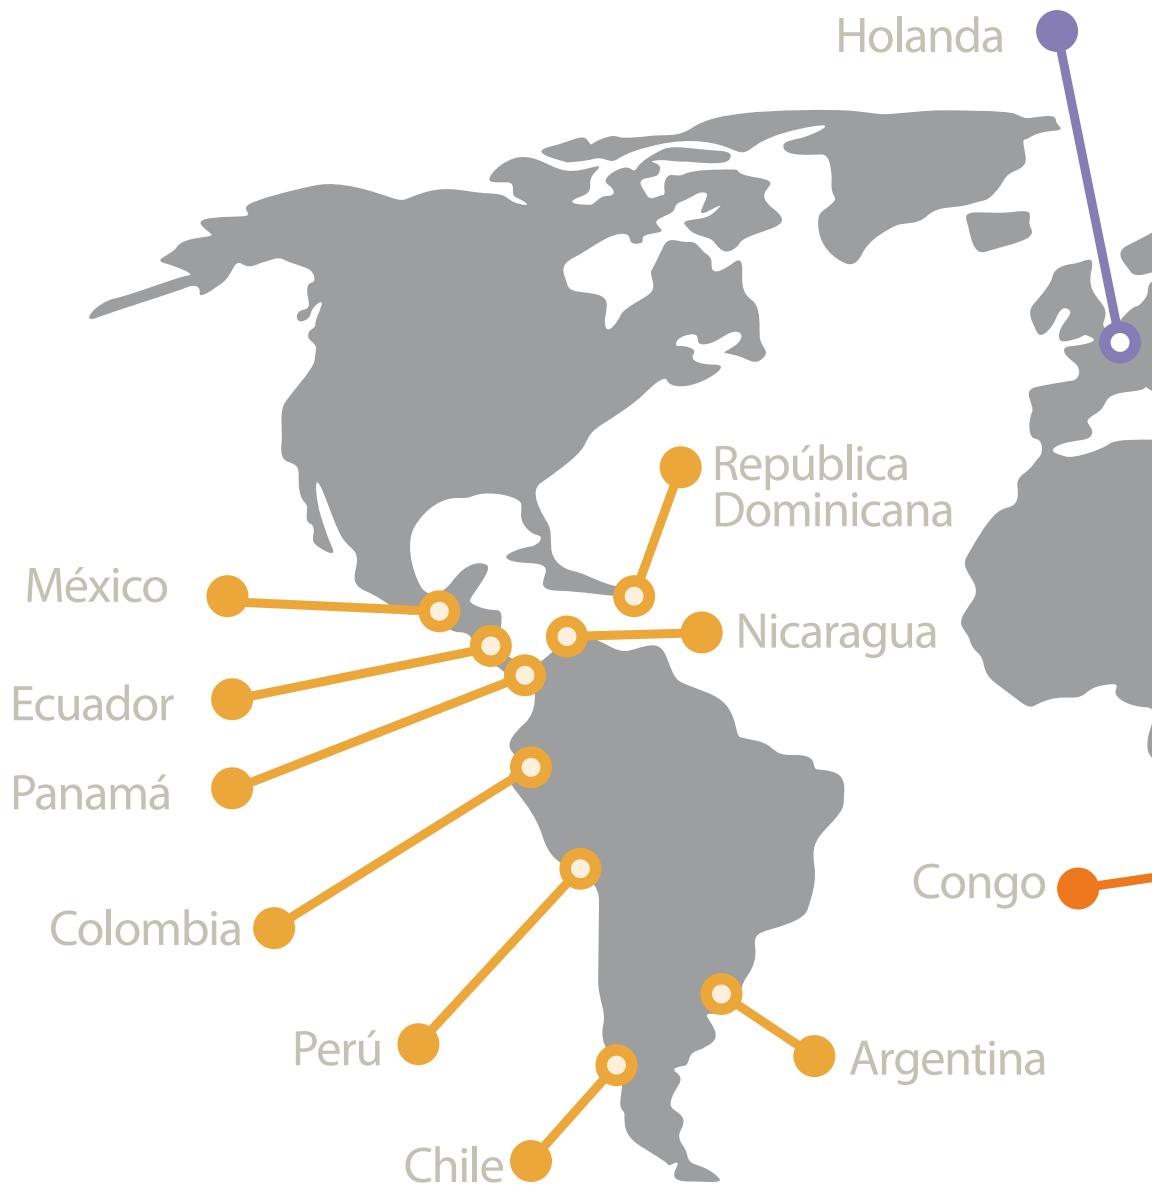 Holanda
República
Dominicana
México
Nicaragua
Ecuador
Panamá
Congo
Colombia
Perú
Argentina
Chile